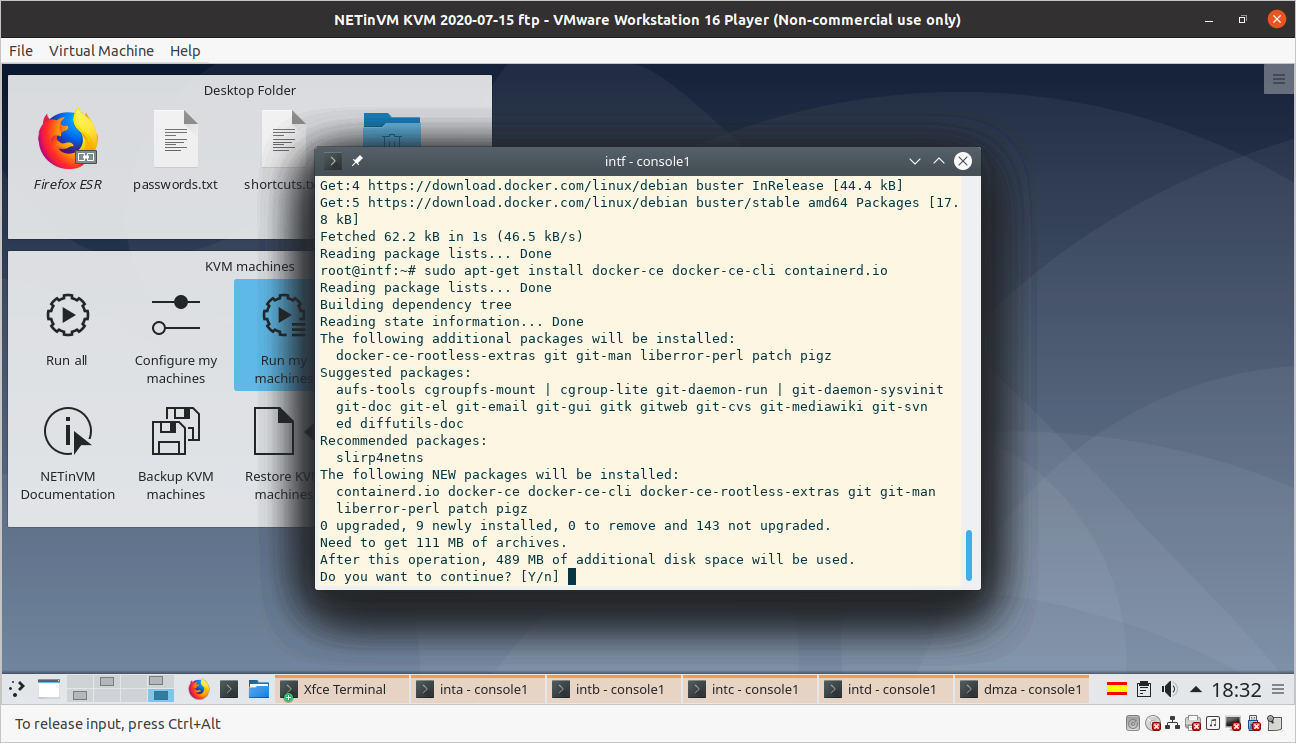 NETinVM KVM 2020-07-15 ftp - VMware Workstation 16 Player (Non-commercial use only)
File Virtual Machine Help
Desktop Folder
Firefox ESR
passwords.txt
shortcuts.t
KVM machines
Run all
Configure my
machines
Run my
machines
NETinVM
Documentation
Backup KVM
machines
Restore KV
machine
intf - console1
Get:4 https://download.docker.com/linux/debian buster InRelease [44.4 kB]
Get:5 https://download.docker.com/linux/debian buster/stable amd64 Packages [17.
8 kB]
Fetched 62.2 kB in 1s (46.5 kB/s)
Reading package lists... Done
root@intf:~# sudo apt-get install docker-ce docker-ce-cli containerd.io
Reading package lists... Done
Building dependency tree
Reading state information... Done
The following additional packages will be installed:
docker-ce-rootless-extras git git-man liberror-perl patch pigz
Suggested packages:
aufs-tools cgroupfs-mount | cgroup-lite git-daemon-run | git-daemon-sysvinit
git-doc git-el git-email git-gui gitk gitweb git-cvs git-mediawiki git-svn
ed diffutils-doc
Recommended packages:
slirp4netns
The following NEW packages will be installed:
containerd.io docker-ce docker-ce-cli docker-ce-rootless-extras git git-man
liberror-perl patch pigz
0 upgraded, 9 newly installed, 0 to remove and 143 not upgraded.
Need to get 111 MB of archives.
After this operation, 489 MB of additional disk space will be used.
Do you want to continue? [Y/n]
Xfce Terminal
inta - console1
intb - console1
intc - console1
intd - console1
dmza - console1
18:32
To release input, press Ctrl+Alt